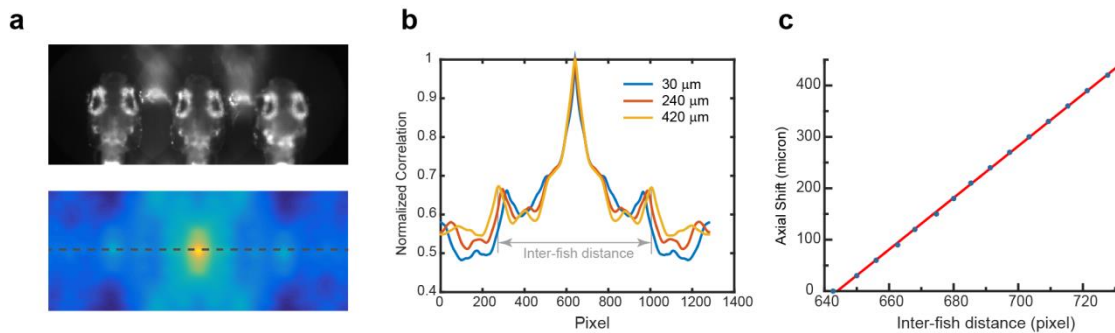 a
b
c
1
0.9
0.8
0.7
0.6
0.5
0.4
Normalized Correlation
30 μm
240 μm
420 μm
Inter-fish distance
0 200 400 600 800 1000 1200 1400
Pixel
400
300
200
100
0
Axial Shift (micron)
640 660 680 700 720
Inter-fish distance (pixel)